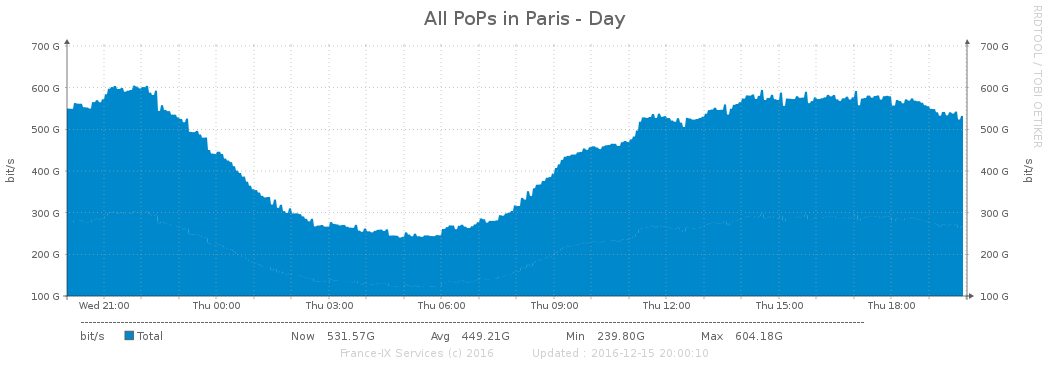 All PoPs in Paris - Day
RRDTOOL / TOBI OETIKER
bit/s
700 G
600 G
500 G
400 G
300 G
200 G
100 G
700 G
600 G
500 G
400 G
300 G
200 G
100 G
bit/s
Wed 21:00 Thu 00:00 Thu 03:00 Thu 06:00 Thu 09:00 Thu 12:00 Thu 15:00 Thu 18:00
bit/s Total Now 531.57G Avg 449.21G Min 239.80G Max 604.18G
France-IX Services (c) 2016 Updated : 2016-12-15 20:00:10